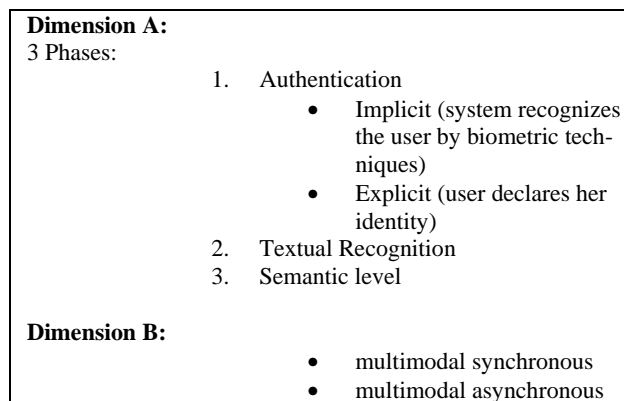 Dimension A:
3 Phases:
1. Authentication
• Implicit (system recognizes
the user by biometric tech-
niques)
• Explicit (user declares her
identity)
2. Textual Recognition
3. Semantic level
Dimension B:
• multimodal synchronous
• multimodal asynchronous